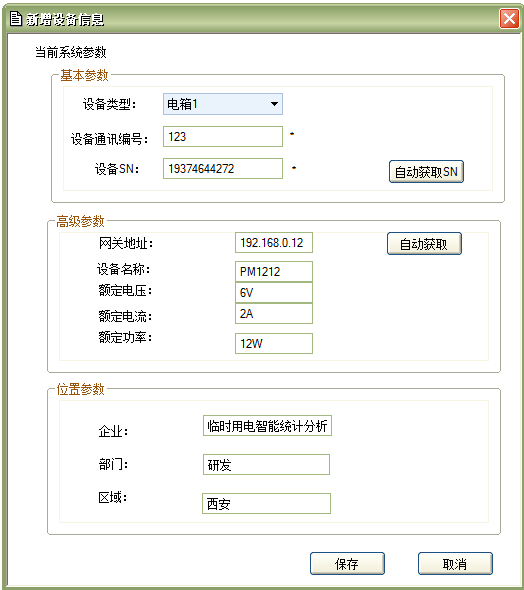 新增设备信息
当前系统参数
基本参数
设备类型： 电箱1
设备通讯编号： 123 *
设备SN： 19374644272 * 自动获取SN
高级参数
网关地址： 192.168.0.12 自动获取
设备名称： PM1212
额定电压： 6V
额定电流： 2A
额定功率： 12W
位置参数
企业： 临时用电智能统计分析
部门： 研发
区域： 西安
保存 取消